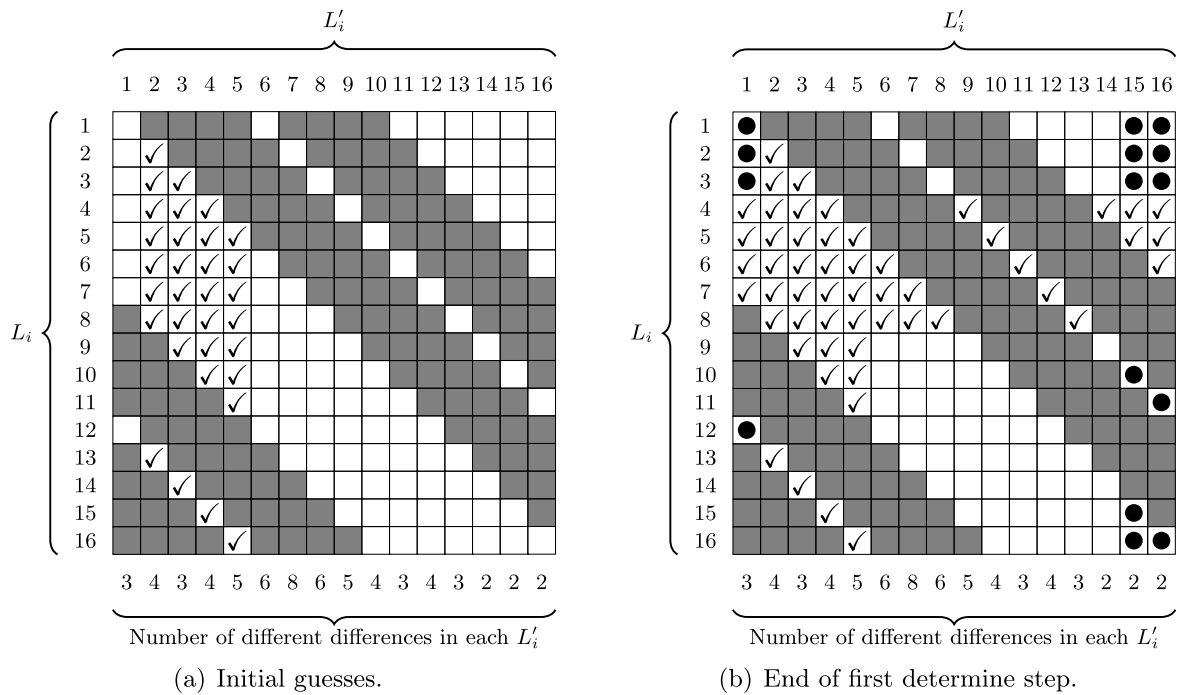 L′ᵢ
1 2 3 4 5 6 7 8 9 10 11 12 13 14 15 16
1
2
3
4
5
6
7
8
9
10
11
12
13
14
15
16
Lᵢ
3 4 3 4 5 6 8 6 5 4 3 4 3 2 2 2
Number of different differences in each L′ᵢ
(a) Initial guesses.
L′ᵢ
1 2 3 4 5 6 7 8 9 10 11 12 13 14 15 16
1
2
3
4
5
6
7
8
9
10
11
12
13
14
15
16
Lᵢ
3 4 3 4 5 6 8 6 5 4 3 4 3 2 2 2
Number of different differences in each L′ᵢ
(b) End of first determine step.